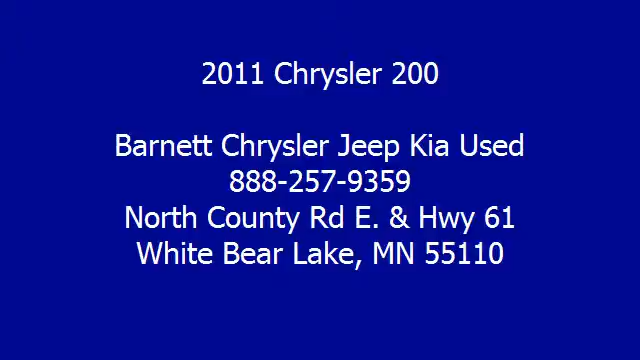 2011 Chrysler 200
Barnett Chrysler Jeep Kia Used
888-257-9359
North County Rd E. & Hwy 61
White Bear Lake, MN 55110